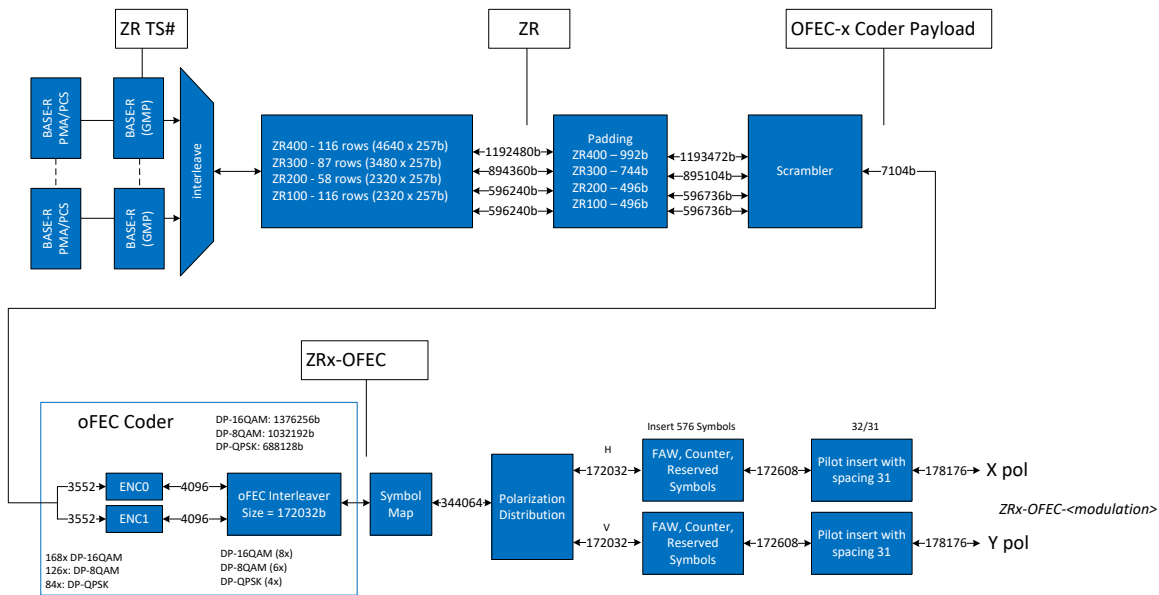 ZR TS#
ZR
OFEC-x Coder Payload
BASE-R
PMA/PCS
BASE-R
(GMP)
BASE-R
PMA/PCS
BASE-R
(GMP)
interleave
ZR400 - 116 rows (4640 x 257b)
ZR300 - 87 rows (3480 x 257b)
ZR200 - 58 rows (2320 x 257b)
ZR100 - 116 rows (2320 x 257b)
1192480b
894360b
596240b
596240b
Padding
ZR400 – 992b
ZR300 – 744b
ZR200 – 496b
ZR100 – 496b
1193472b
895104b
596736b
596736b
Scrambler
7104b
ZRx-OFEC
oFEC Coder
DP-16QAM: 1376256b
DP-8QAM: 1032192b
DP-QPSK: 688128b
3552
ENC0
4096
3552
ENC1
4096
oFEC Interleaver
Size = 172032b
168x DP-16QAM
126x: DP-8QAM
84x: DP-QPSK
DP-16QAM (8x)
DP-8QAM (6x)
DP-QPSK (4x)
Symbol
Map
344064
Polarization
Distribution
H
172032
V
172032
Insert 576 Symbols
FAW, Counter,
Reserved
Symbols
172608
FAW, Counter,
Reserved
Symbols
172608
32/31
Pilot insert with
spacing 31
178176
X pol
Pilot insert with
spacing 31
178176
Y pol
ZRx-OFEC-<modulation>